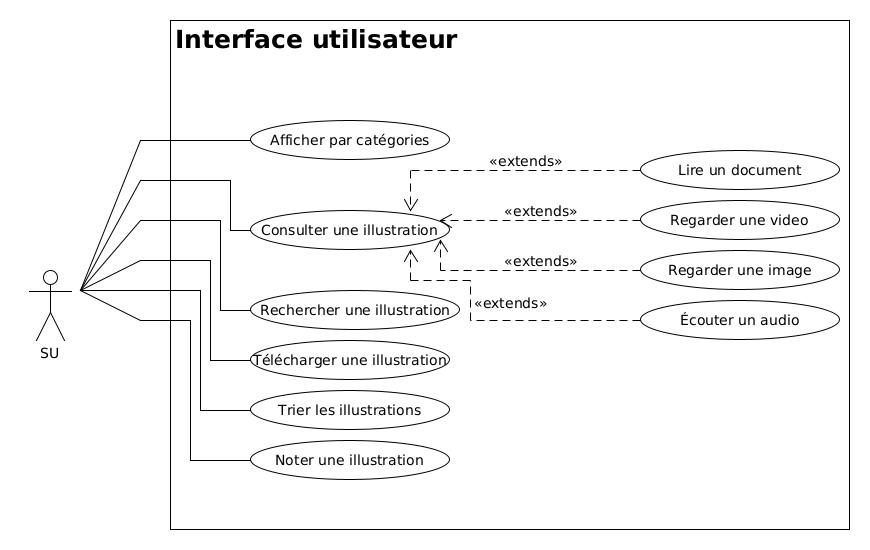 Interface utilisateur
Afficher par catégories
«extends»
Lire un document
«extends»
Regarder une video
Consulter une illustration
«extends»
Regarder une image
«extends»
Écouter un audio
Rechercher une illustration
SU
Télécharger une illustration
Trier les illustrations
Noter une illustration